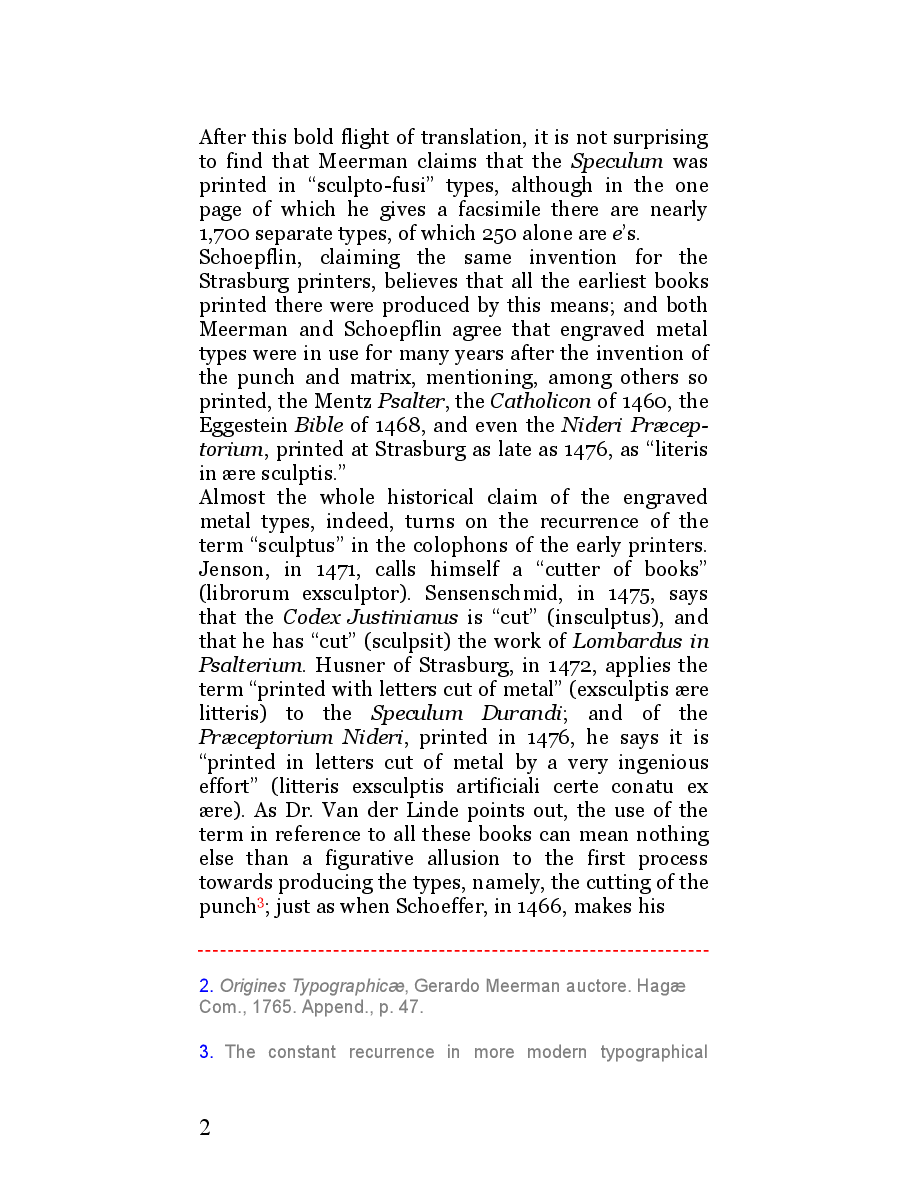 After this bold flight of translation, it is not surprising
to find that Meerman claims that the Speculum was
printed in “sculpto-fusi” types, although in the one
page of which he gives a facsimile there are nearly
1,700 separate types, of which 250 alone are e’s.
Schoepflin, claiming the same invention for the
Strasburg printers, believes that all the earliest books
printed there were produced by this means; and both
Meerman and Schoepflin agree that engraved metal
types were in use for many years after the invention of
the punch and matrix, mentioning, among others so
printed, the Mentz Psalter, the Catholicon of 1460, the
Eggestein Bible of 1468, and even the Nideri Præcep-
torium, printed at Strasburg as late as 1476, as “literis
in ære sculptis.”
Almost the whole historical claim of the engraved
metal types, indeed, turns on the recurrence of the
term “sculptus” in the colophons of the early printers.
Jenson, in 1471, calls himself a “cutter of books”
(librorum exsculptor). Sensenschmid, in 1475, says
that the Codex Justinianus is “cut” (insculptus), and
that he has “cut” (sculpsit) the work of Lombardus in
Psalterium. Husner of Strasburg, in 1472, applies the
term “printed with letters cut of metal” (exsculptis ære
litteris) to the Speculum Durandi; and of the
Præceptorium Nideri, printed in 1476, he says it is
“printed in letters cut of metal by a very ingenious
effort” (litteris exsculptis artificiali certe conatu ex
ære). As Dr. Van der Linde points out, the use of the
term in reference to all these books can mean nothing
else than a figurative allusion to the first process
towards producing the types, namely, the cutting of the
punch3; just as when Schoeffer, in 1466, makes his
2. Origines Typographicæ, Gerardo Meerman auctore. Hagæ
Com., 1765. Append., p. 47.
3. The constant recurrence in more modern typographical
2